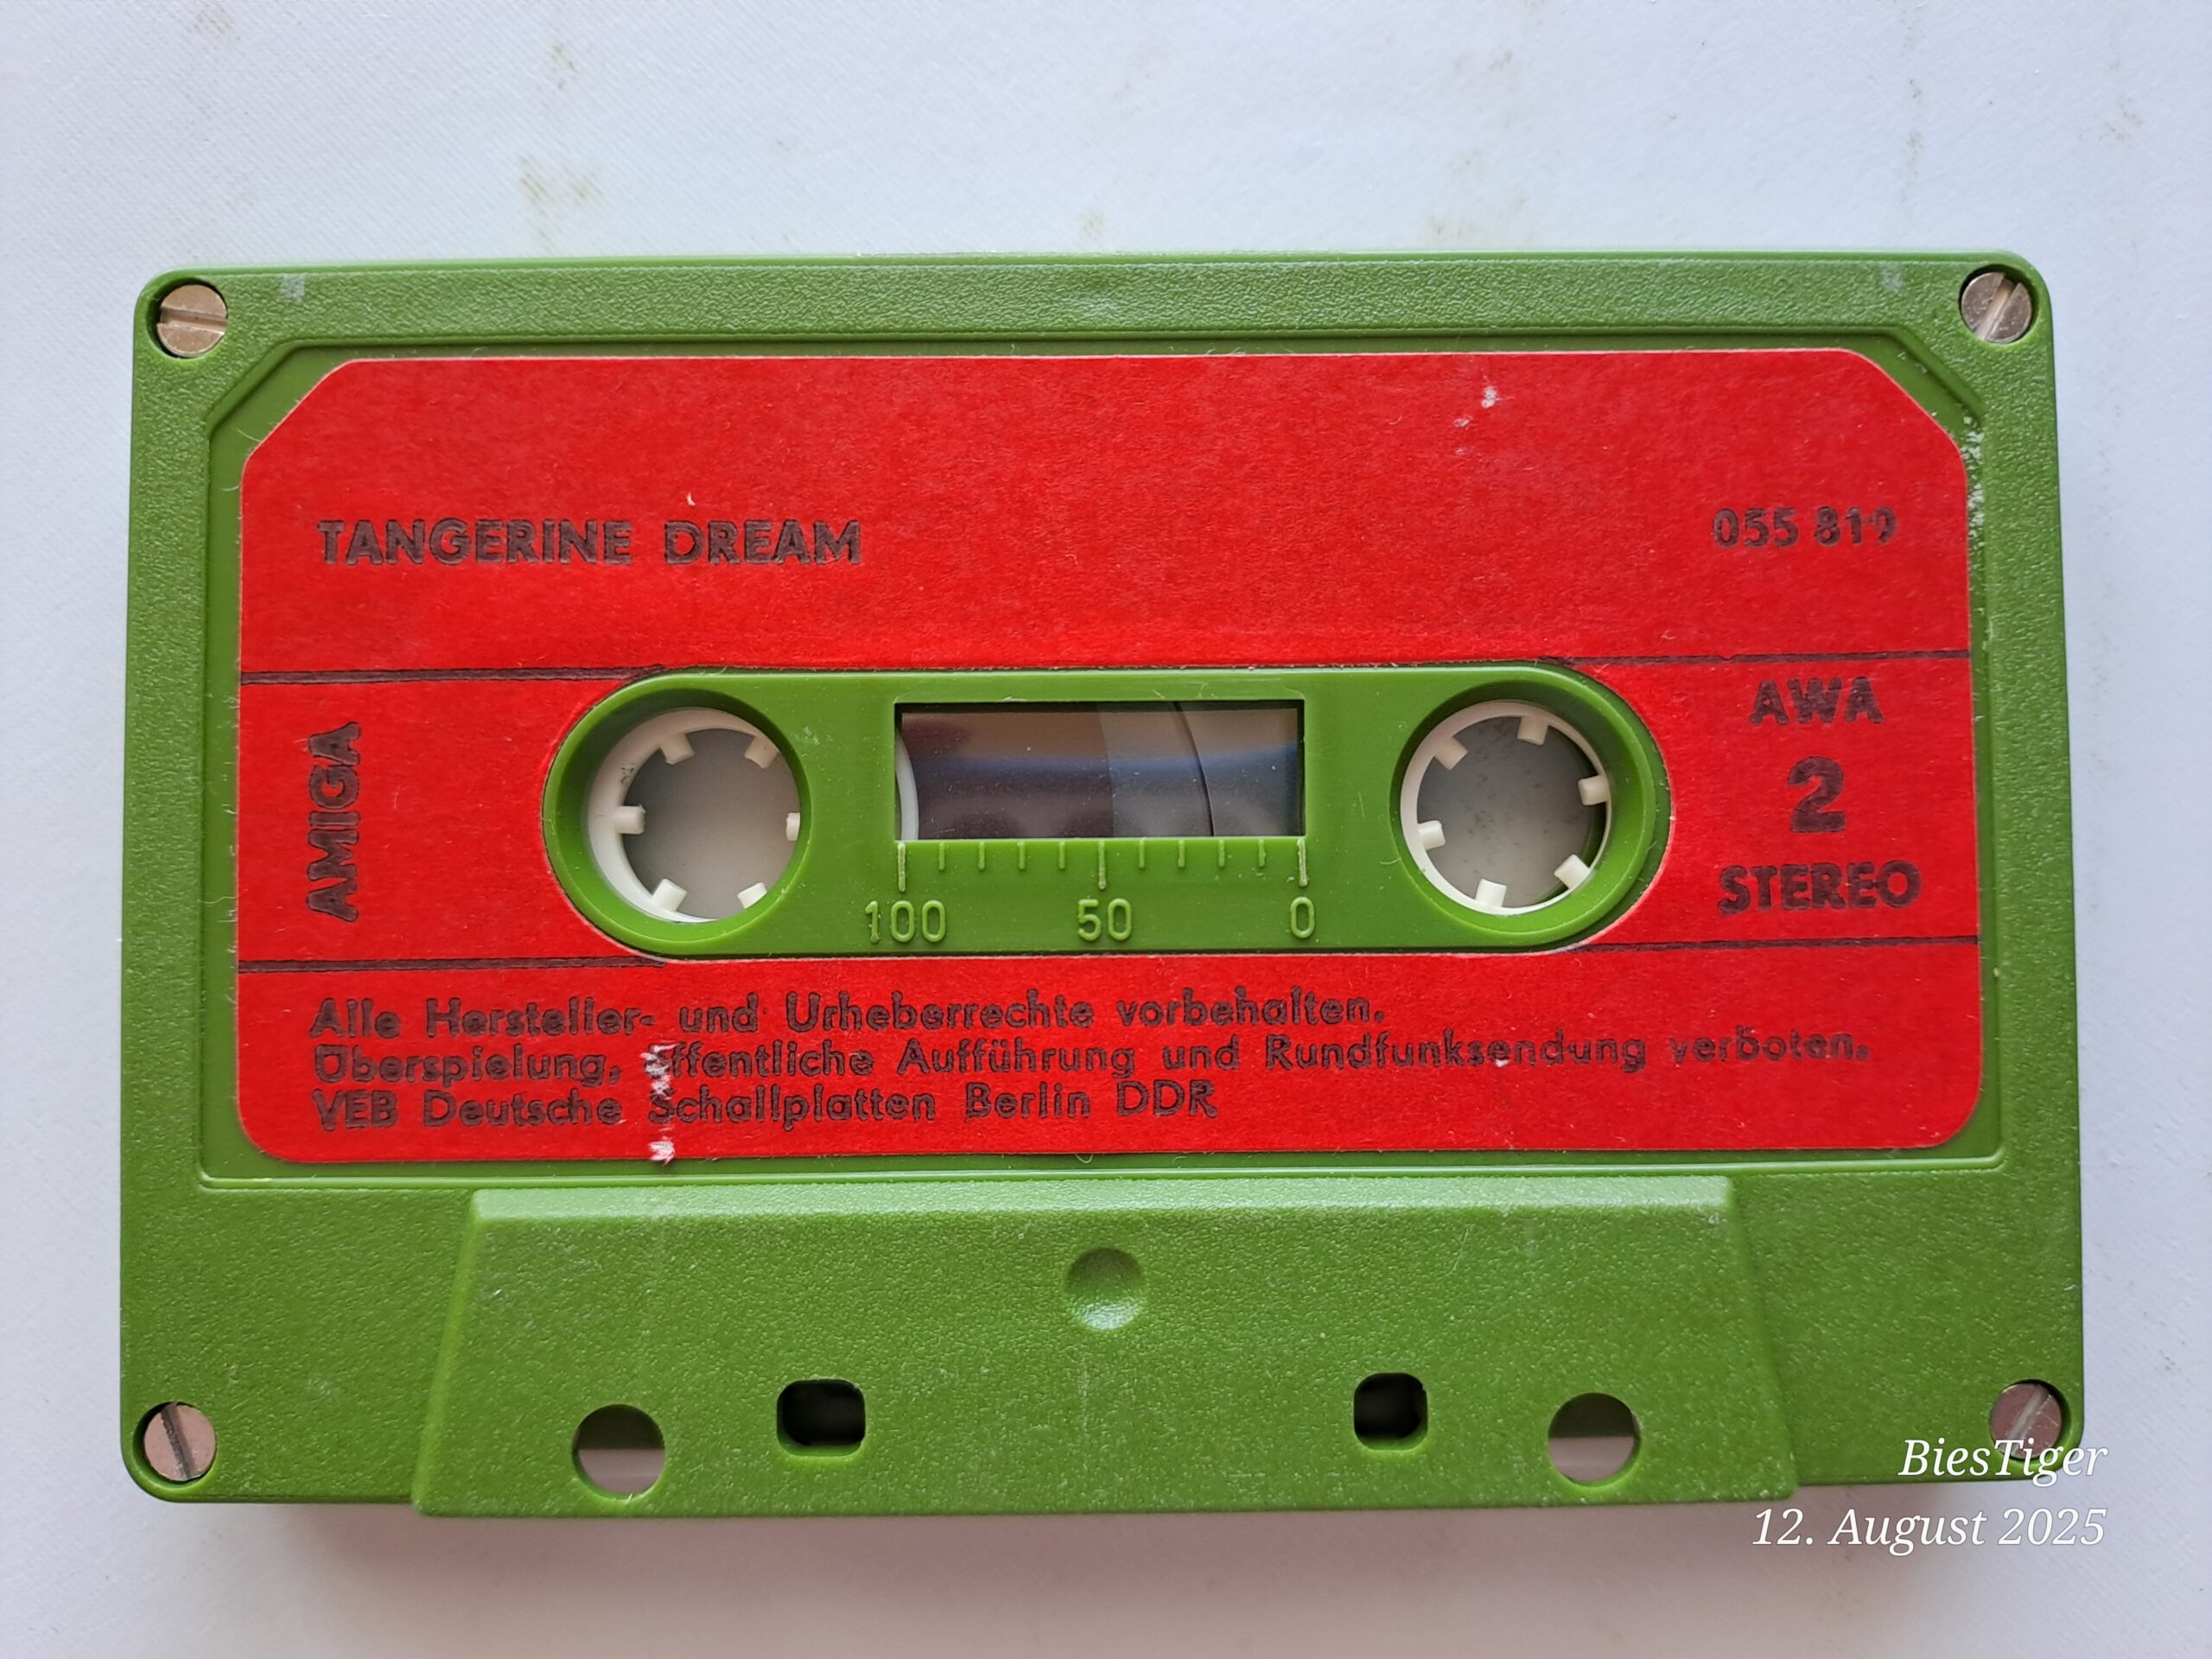 TANGERINE DREAM
055 819
AMIGA
AWA
2
STEREO
100 50 0
Alle Hersteller- und Urheberrechte vorbehalten.
Überspielung, öffentliche Aufführung und Rundfunksendung verboten.
VEB Deutsche Schallplatten Berlin DDR
BiesTiger
12. August 2025